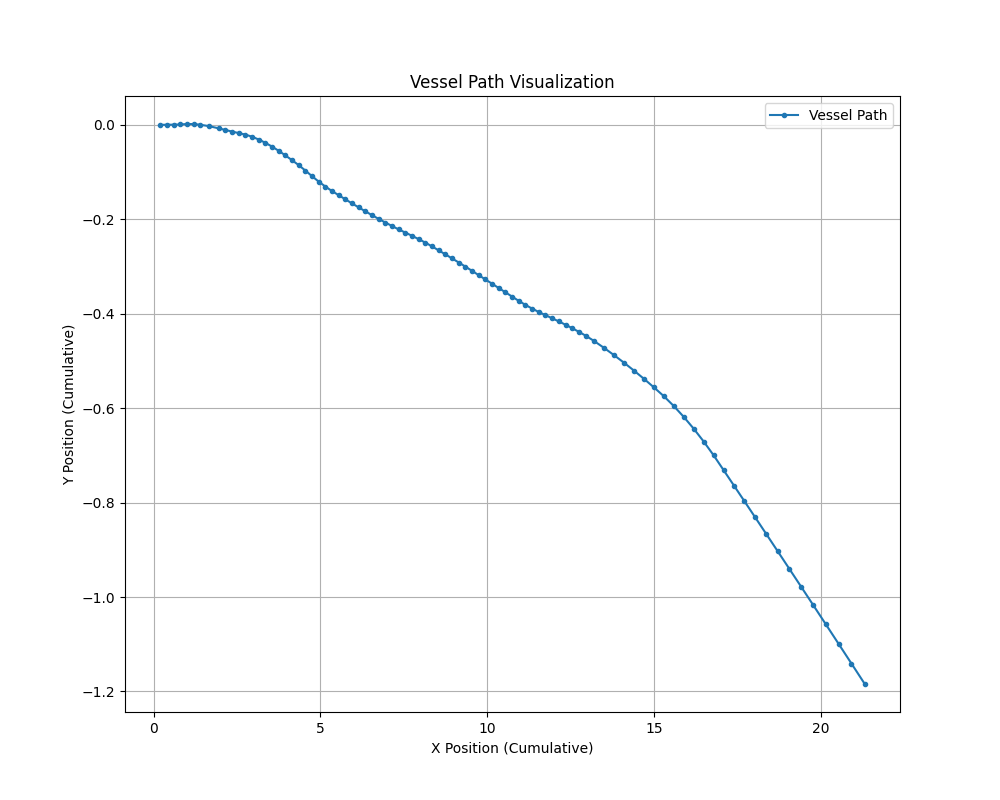 Vessel Path Visualization
Vessel Path
0.0
−0.2
−0.4
−0.6
−0.8
−1.0
−1.2
Y Position (Cumulative)
0 5 10 15 20
X Position (Cumulative)